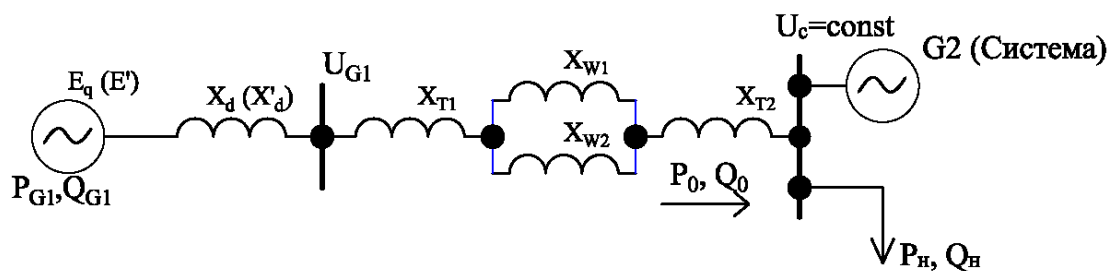 Uc=const
G2 (Система)
Eq (E')
Xd (X'd)
UG1
XT1
XW1
XW2
XT2
PG1,QG1
P0, Q0
Pн, Qн